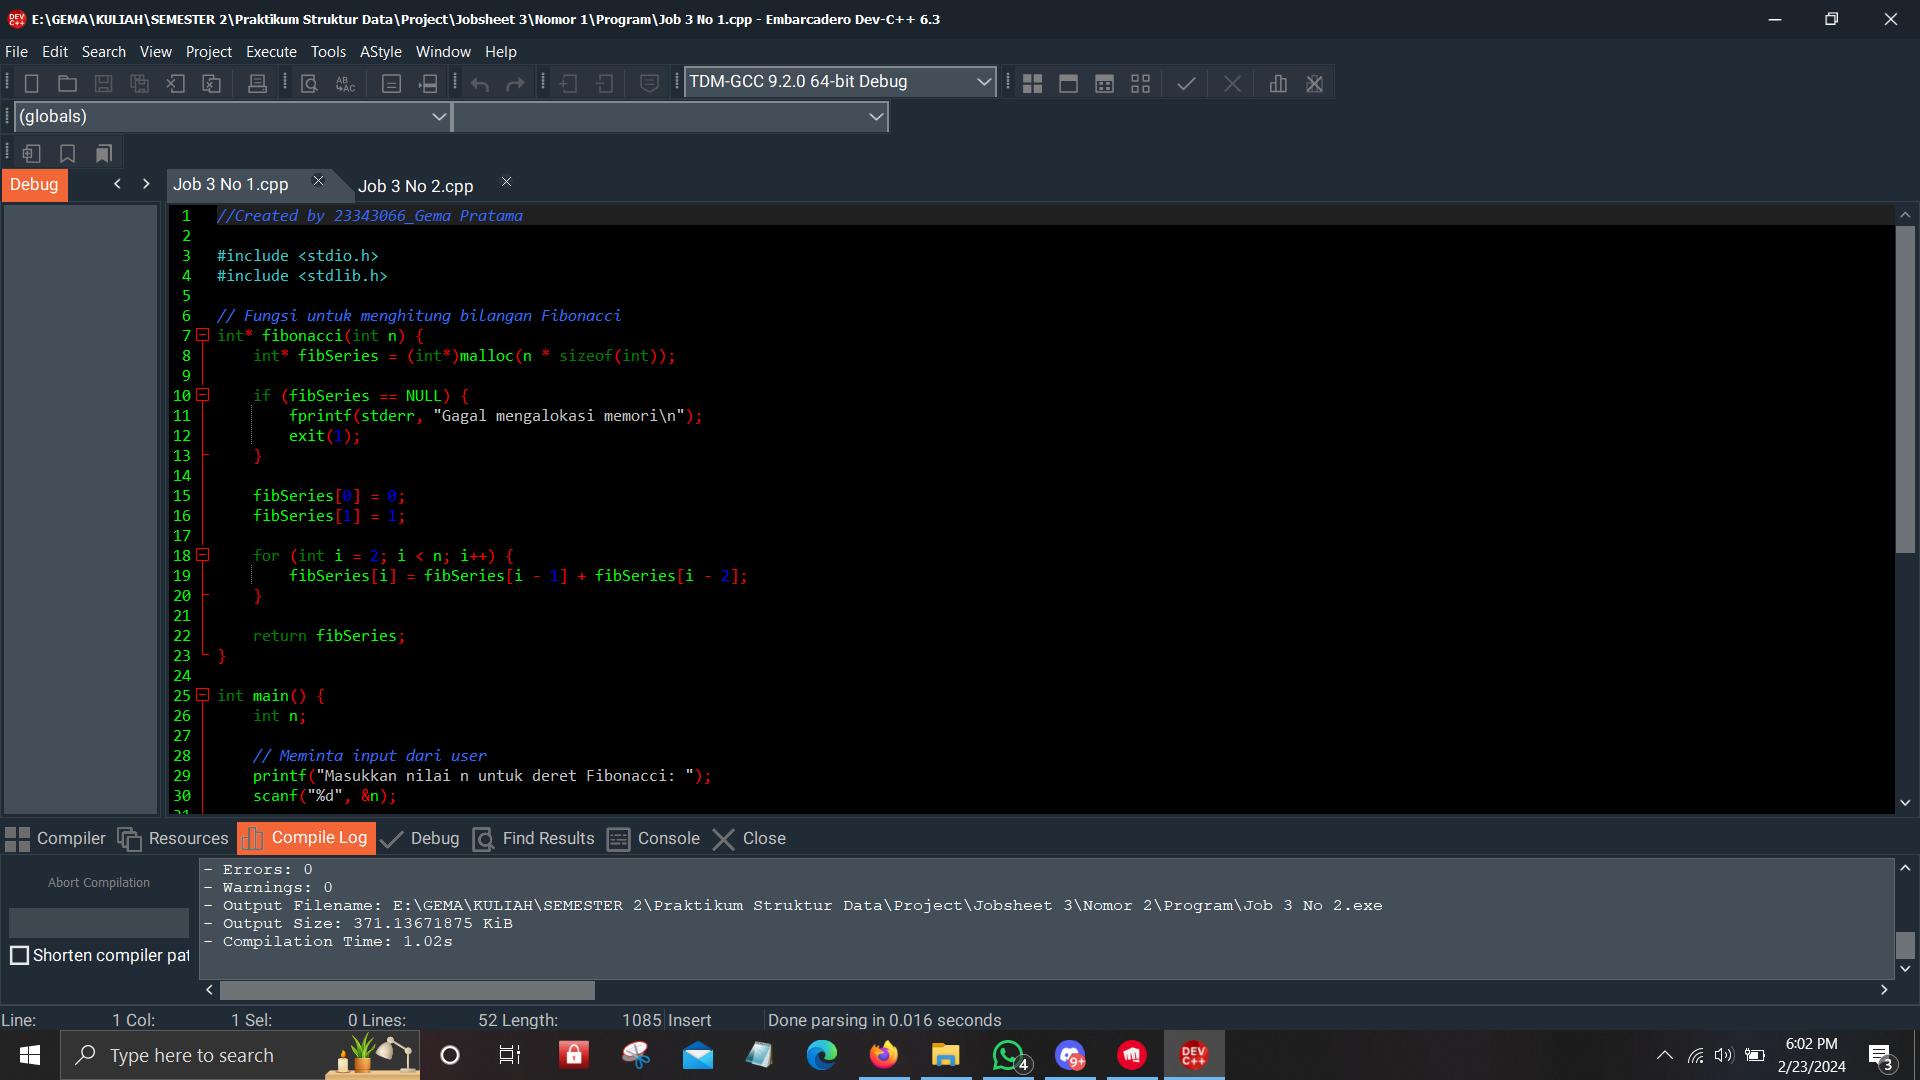 E:\GEMA\KULIAH\SEMESTER 2\Praktikum Struktur Data\Project\Jobsheet 3\Nomor 1\Program\Job 3 No 1.cpp - Embarcadero Dev-C++ 6.3
File Edit Search View Project Execute Tools AStyle Window Help
TDM-GCC 9.2.0 64-bit Debug
(globals)
Debug Job 3 No 1.cpp Job 3 No 2.cpp
1 //Created by 23343066_Gema Pratama
2
3 #include <stdio.h>
4 #include <stdlib.h>
5
6 // Fungsi untuk menghitung bilangan Fibonacci
7 int* fibonacci(int n) {
8 int* fibSeries = (int*)malloc(n * sizeof(int));
9
10 if (fibSeries == NULL) {
11 fprintf(stderr, "Gagal mengalokasi memori\n");
12 exit(1);
13 }
14
15 fibSeries[0] = 0;
16 fibSeries[1] = 1;
17
18 for (int i = 2; i < n; i++) {
19 fibSeries[i] = fibSeries[i - 1] + fibSeries[i - 2];
20 }
21
22 return fibSeries;
23 }
24
25 int main() {
26 int n;
27
28 // Meminta input dari user
29 printf("Masukkan nilai n untuk deret Fibonacci: ");
30 scanf("%d", &n);
31
Compiler Resources Compile Log Debug Find Results Console Close
Abort Compilation
Shorten compiler pat
- Errors: 0
- Warnings: 0
- Output Filename: E:\GEMA\KULIAH\SEMESTER 2\Praktikum Struktur Data\Project\Jobsheet 3\Nomor 2\Program\Job 3 No 2.exe
- Output Size: 371.13671875 KiB
- Compilation Time: 1.02s
Line: 1 Col: 1 Sel: 0 Lines: 52 Length: 1085 Insert Done parsing in 0.016 seconds
Type here to search
4
9+
DEV C++
6:02 PM
2/23/2024
3